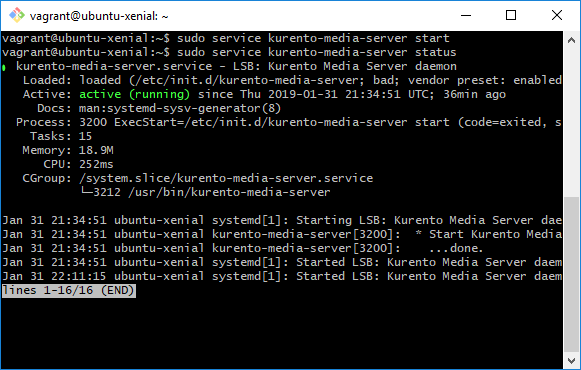 vagrant@ubuntu-xenial: ~
vagrant@ubuntu-xenial:~$ sudo service kurento-media-server start
vagrant@ubuntu-xenial:~$ sudo service kurento-media-server status
● kurento-media-server.service - LSB: Kurento Media Server daemon
Loaded: loaded (/etc/init.d/kurento-media-server; bad; vendor preset: enabled
Active: active (running) since Thu 2019-01-31 21:34:51 UTC; 36min ago
Docs: man:systemd-sysv-generator(8)
Process: 3200 ExecStart=/etc/init.d/kurento-media-server start (code=exited, s
Tasks: 15
Memory: 18.9M
CPU: 252ms
CGroup: /system.slice/kurento-media-server.service
└─3212 /usr/bin/kurento-media-server
Jan 31 21:34:51 ubuntu-xenial systemd[1]: Starting LSB: Kurento Media Server dae
Jan 31 21:34:51 ubuntu-xenial kurento-media-server[3200]:  * Start Kurento Media
Jan 31 21:34:51 ubuntu-xenial kurento-media-server[3200]:    ...done.
Jan 31 21:34:51 ubuntu-xenial systemd[1]: Started LSB: Kurento Media Server daem
Jan 31 22:11:15 ubuntu-xenial systemd[1]: Started LSB: Kurento Media Server daem
lines 1-16/16 (END)